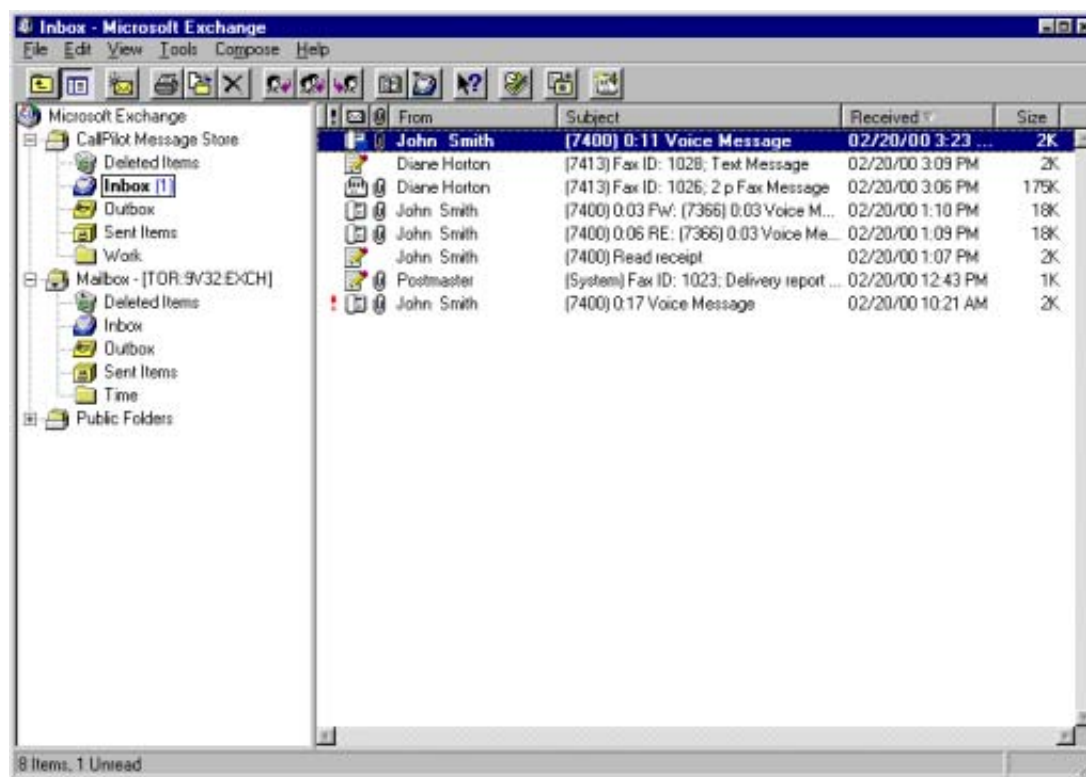 Inbox - Microsoft Exchange
File Edit View Tools Compose Help
Microsoft Exchange
CallPilot Message Store
Deleted Items
Inbox (1)
Outbox
Sent Items
Work
Mailbox - [TOR:9V32:EXCH]
Deleted Items
Inbox
Outbox
Sent Items
Time
Public Folders
! From Subject Received Size
John Smith (7400) 0:11 Voice Message 02/20/00 3:23 ... 2K
Diane Horton (7413) Fax ID: 1028; Text Message 02/20/00 3:09 PM 2K
Diane Horton (7413) Fax ID: 1026; 2 p Fax Message 02/20/00 3:06 PM 175K
John Smith (7400) 0:03 FW: (7366) 0:03 Voice M... 02/20/00 1:10 PM 18K
John Smith (7400) 0:06 RE: (7366) 0:03 Voice Me... 02/20/00 1:09 PM 18K
John Smith (7400) Read receipt 02/20/00 1:07 PM 2K
Postmaster (System) Fax ID: 1023; Delivery report ... 02/20/00 12:43 PM 1K
! John Smith (7400) 0:17 Voice Message 02/20/00 10:21 AM 2K
8 Items, 1 Unread